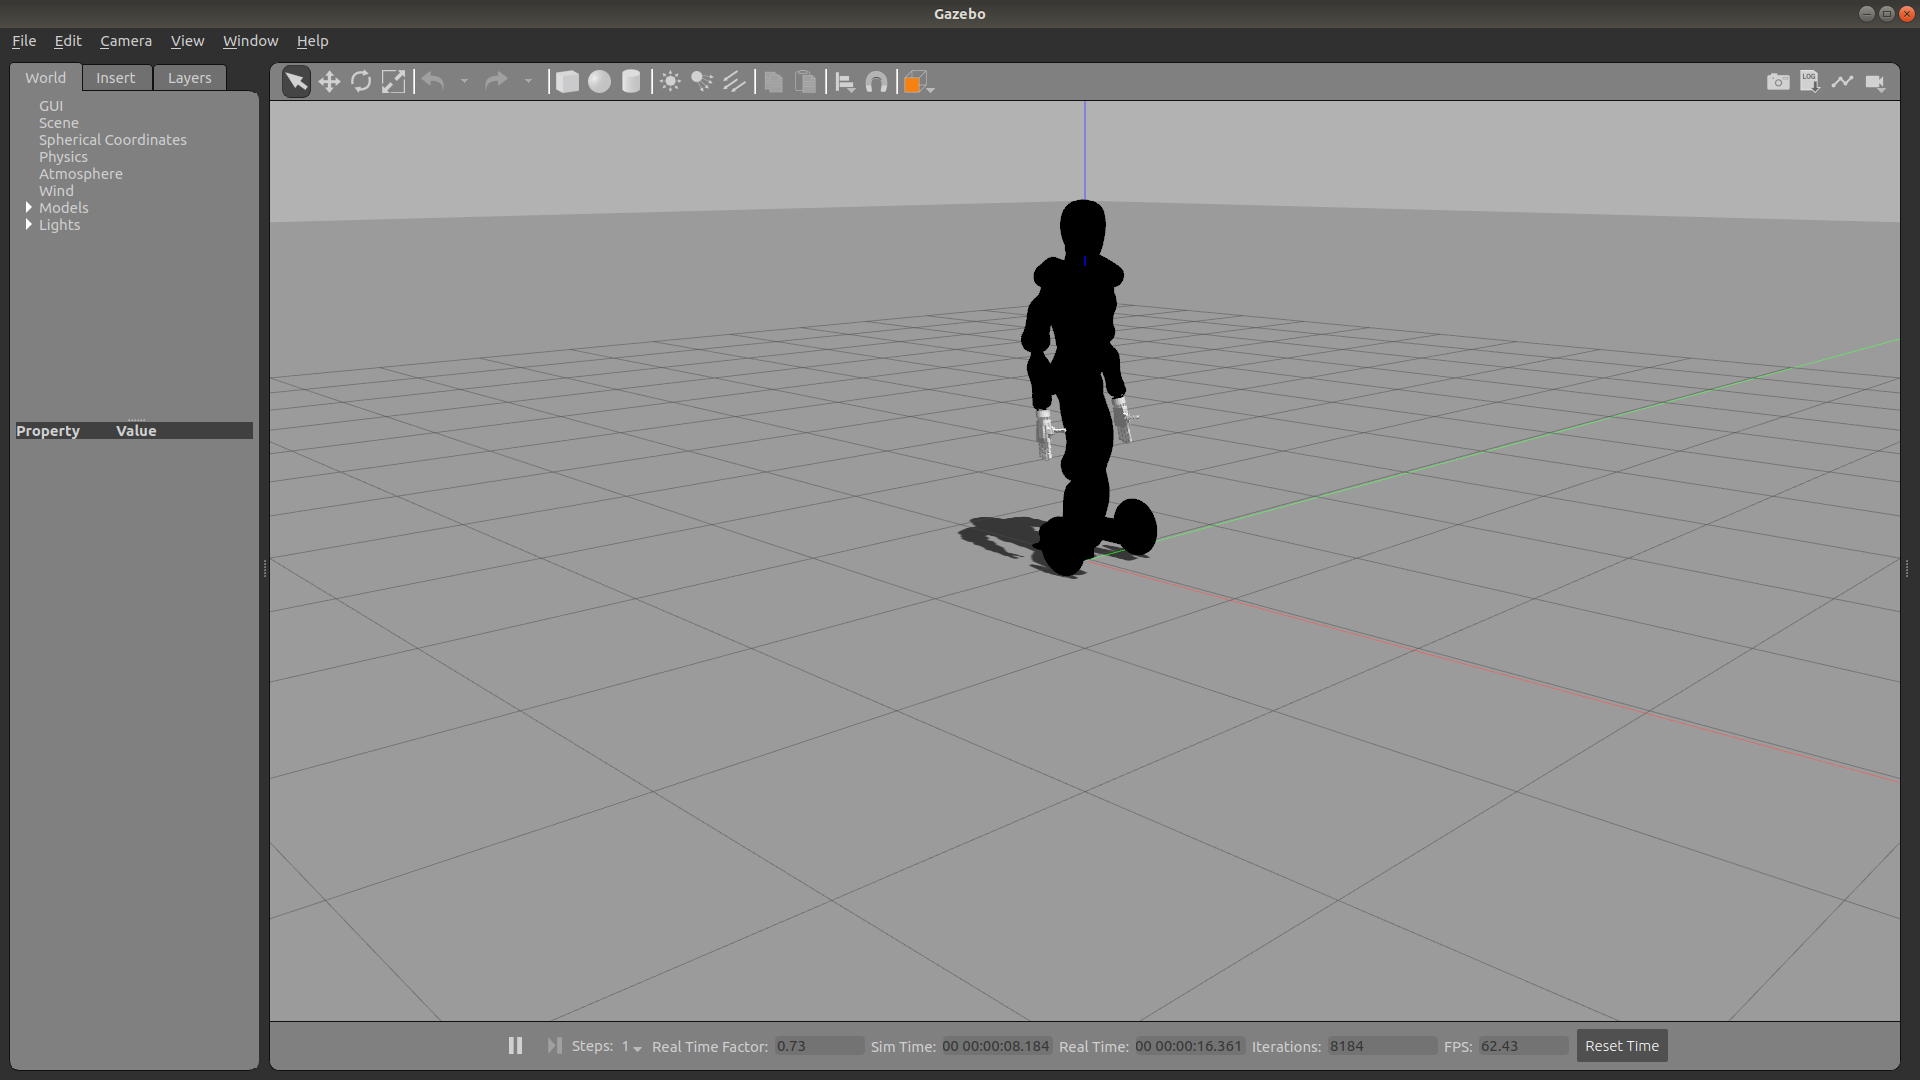 Gazebo
File Edit Camera View Window Help
World Insert Layers
LOG
GUI
Scene
Spherical Coordinates
Physics
Atmosphere
Wind
Models
Lights
Property Value
Steps: 1 Real Time Factor: 0.73 Sim Time: 00 00:00:08.184 Real Time: 00 00:00:16.361 Iterations: 8184 FPS: 62.43 Reset Time